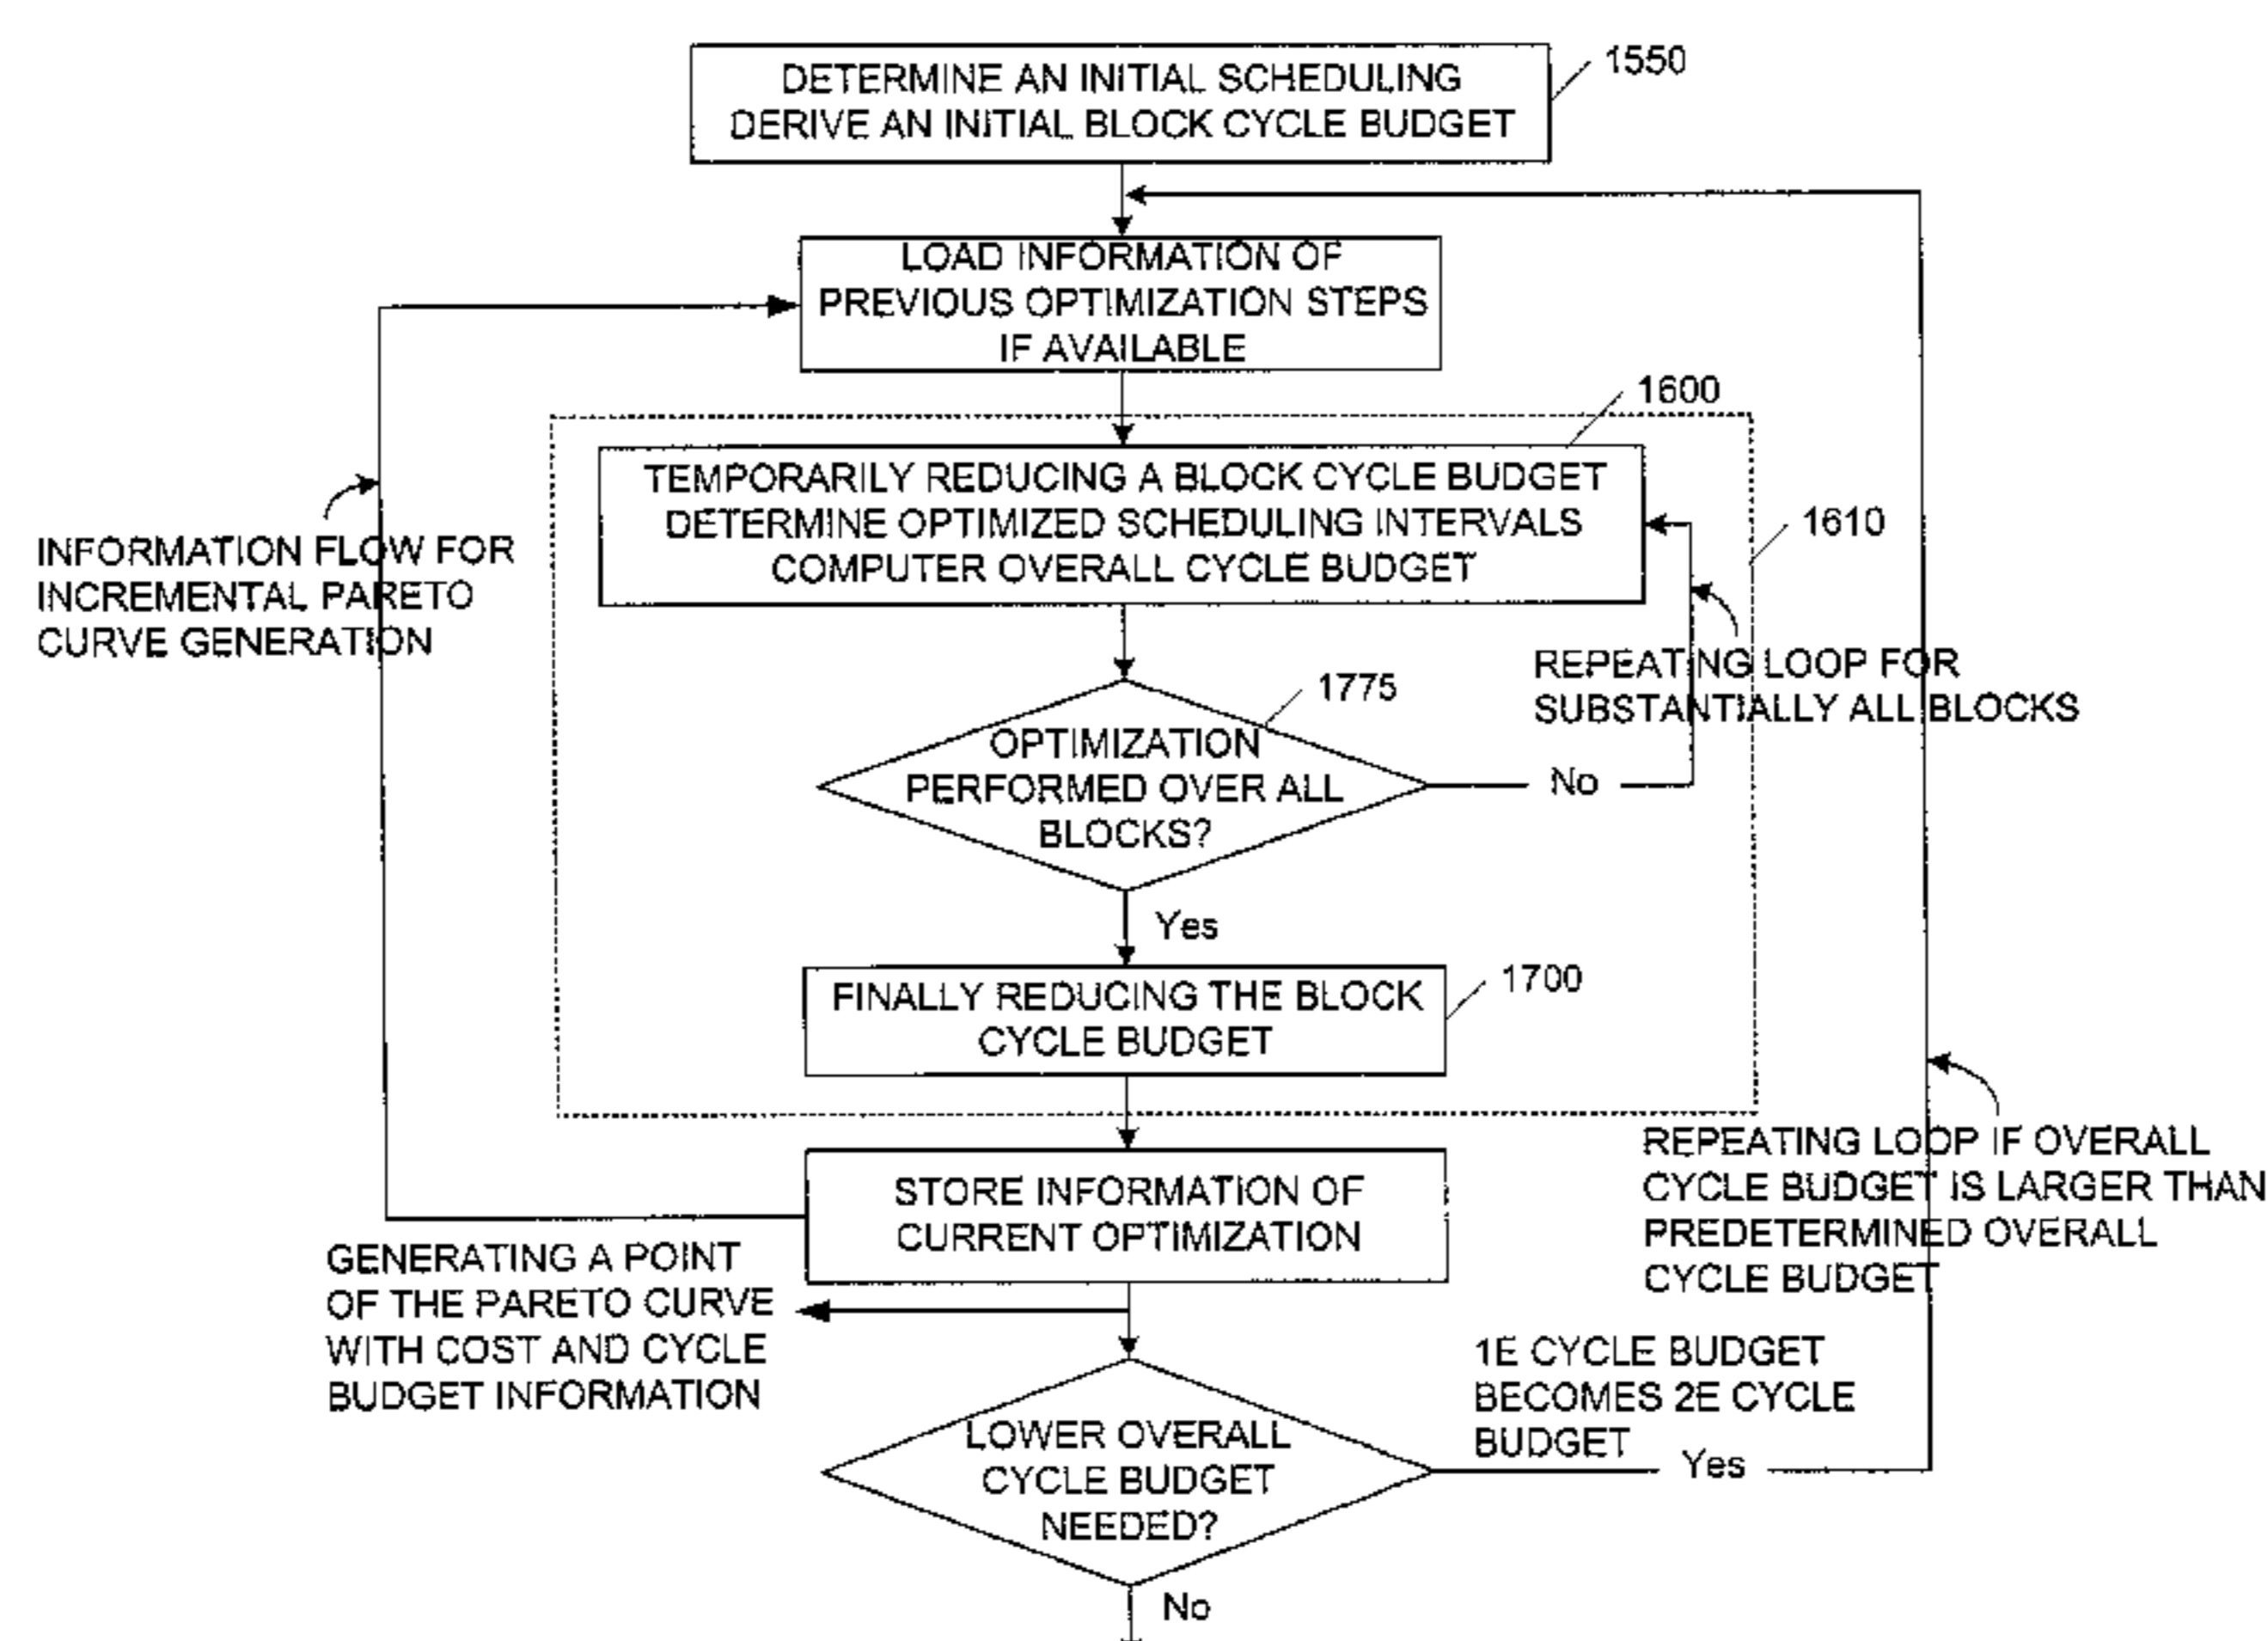 DETERMINE AN INITIAL SCHEDULING
DERIVE AN INITIAL BLOCK CYCLE BUDGET
1550
LOAD INFORMATION OF
PREVIOUS OPTIMIZATION STEPS
IF AVAILABLE
1600
TEMPORARILY REDUCING A BLOCK CYCLE BUDGET
DETERMINE OPTIMIZED SCHEDULING INTERVALS
COMPUTER OVERALL CYCLE BUDGET
1610
INFORMATION FLOW FOR
INCREMENTAL PARETO
CURVE GENERATION
REPEATING LOOP FOR
SUBSTANTIALLY ALL BLOCKS
1775
OPTIMIZATION
PERFORMED OVER ALL
BLOCKS?
No
Yes
FINALLY REDUCING THE BLOCK
CYCLE BUDGET
1700
REPEATING LOOP IF OVERALL
CYCLE BUDGET IS LARGER THAN
PREDETERMINED OVERALL
CYCLE BUDGET
STORE INFORMATION OF
CURRENT OPTIMIZATION
GENERATING A POINT
OF THE PARETO CURVE
WITH COST AND CYCLE
BUDGET INFORMATION
1E CYCLE BUDGET
BECOMES 2E CYCLE
BUDGET
LOWER OVERALL
CYCLE BUDGET
NEEDED?
Yes
No